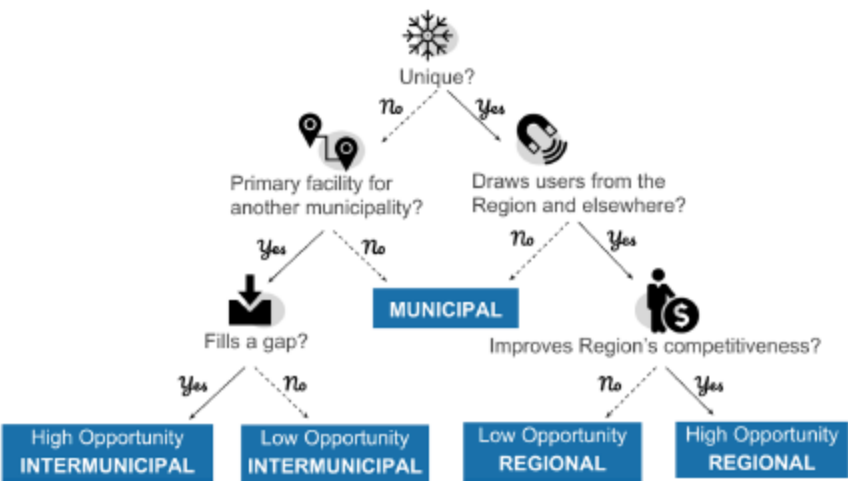 Unique?
No
Yes
Primary facility for
another municipality?
Draws users from the
Region and elsewhere?
Yes
No
No
Yes
MUNICIPAL
Fills a gap?
Improves Region's competitiveness?
Yes
No
No
Yes
High Opportunity
INTERMUNICIPAL
Low Opportunity
INTERMUNICIPAL
Low Opportunity
REGIONAL
High Opportunity
REGIONAL